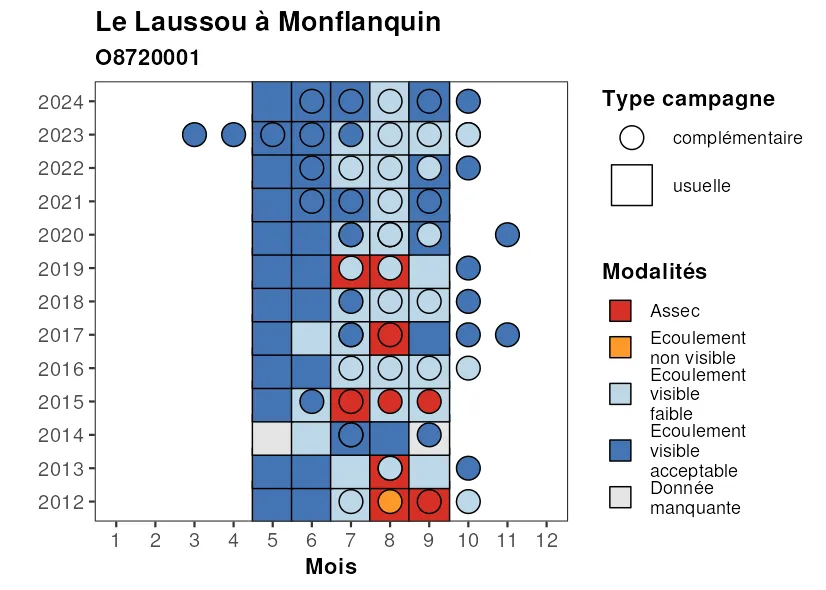 Le Laussou à Monflanquin
O8720001
2024
2023
2022
2021
2020
2019
2018
2017
2016
2015
2014
2013
2012
1 2 3 4 5 6 7 8 9 10 11 12
Mois
Type campagne
complémentaire
usuelle
Modalités
Assec
Ecoulement
non visible
Ecoulement
visible
faible
Ecoulement
visible
acceptable
Donnée
manquante